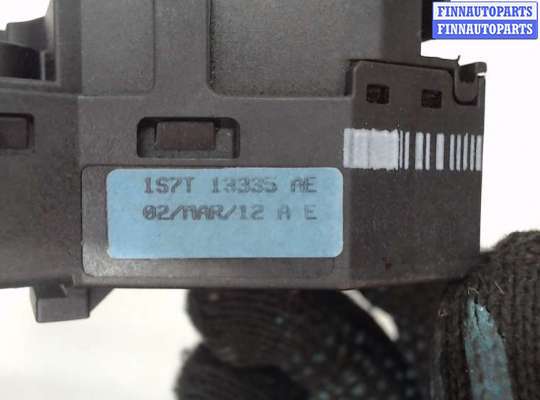 FINNAUTOPARTS
FINNAUTOPARTS
1S7T 13335 AE
02/MAR/12 A E